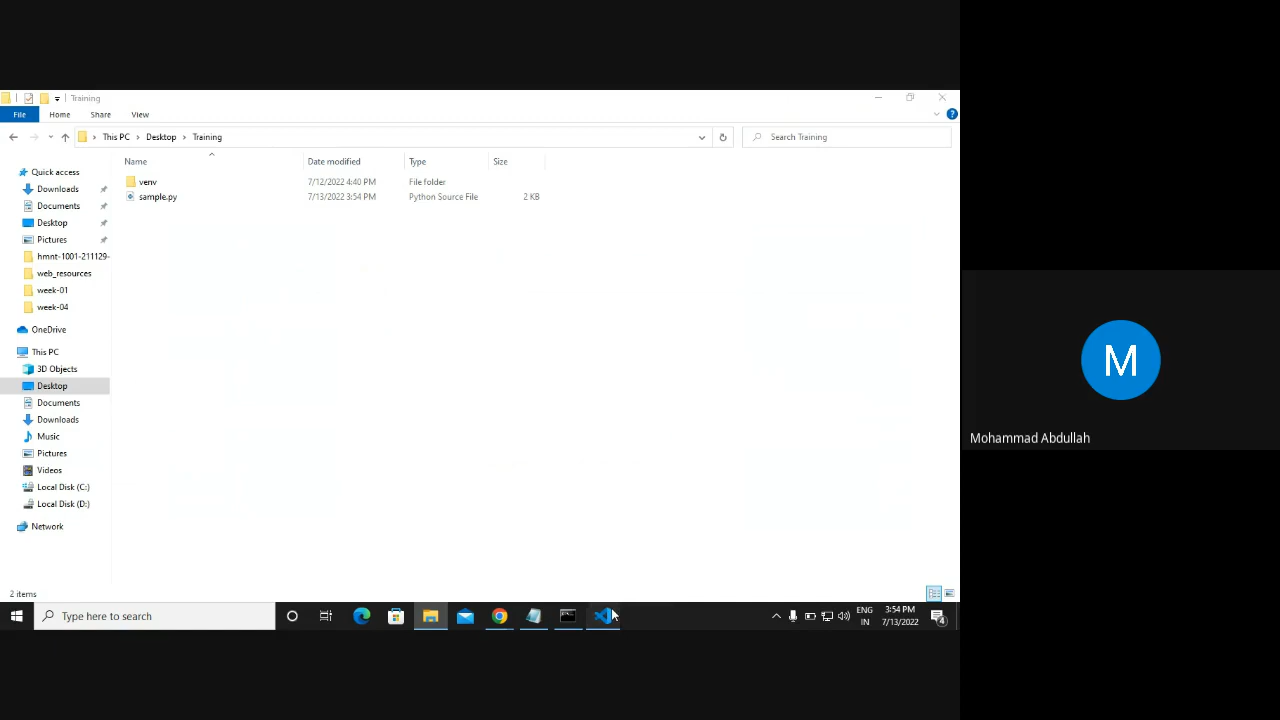 Training
File Home Share View
This PC Desktop Training Search Training
Name Date modified Type Size
venv 7/12/2022 4:40 PM File folder
sample.py 7/13/2022 3:54 PM Python Source File 2 KB
Quick access
Downloads
Documents
Desktop
Pictures
hmnt-1001-211129-
web_resources
week-01
week-04
OneDrive
This PC
3D Objects
Desktop
Documents
Downloads
Music
Pictures
Videos
Local Disk (C:)
Local Disk (D:)
Network
2 items
Type here to search
ENG
IN
3:54 PM
7/13/2022
4
M
Mohammad Abdullah